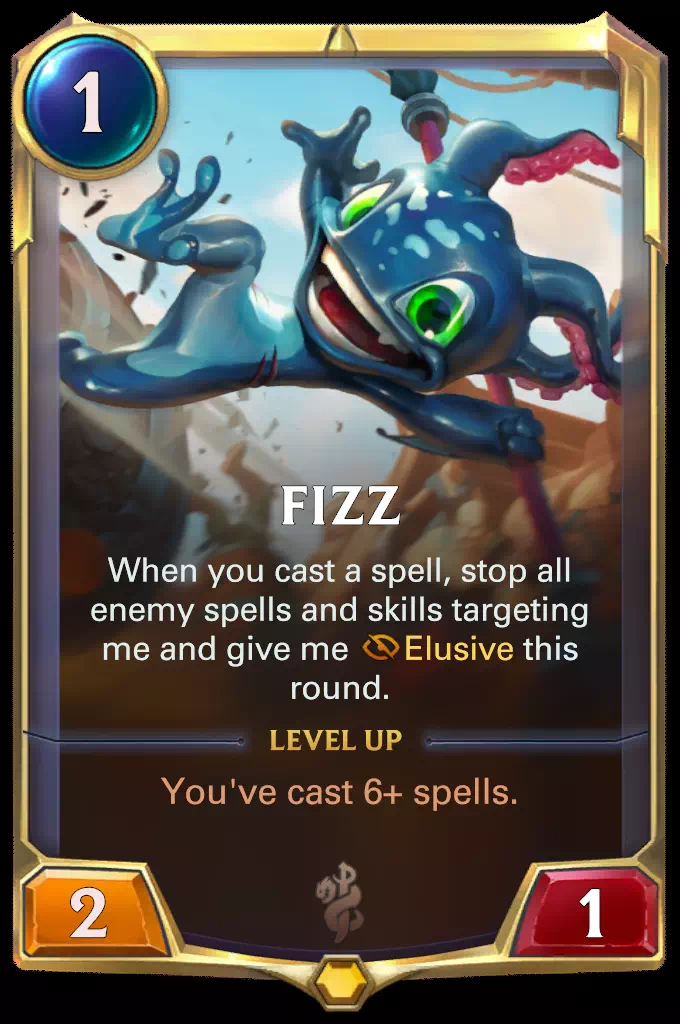 1
FIZZ
When you cast a spell, stop all
enemy spells and skills targeting
me and give me Elusive this
round.
LEVEL UP
You've cast 6+ spells.
2
1